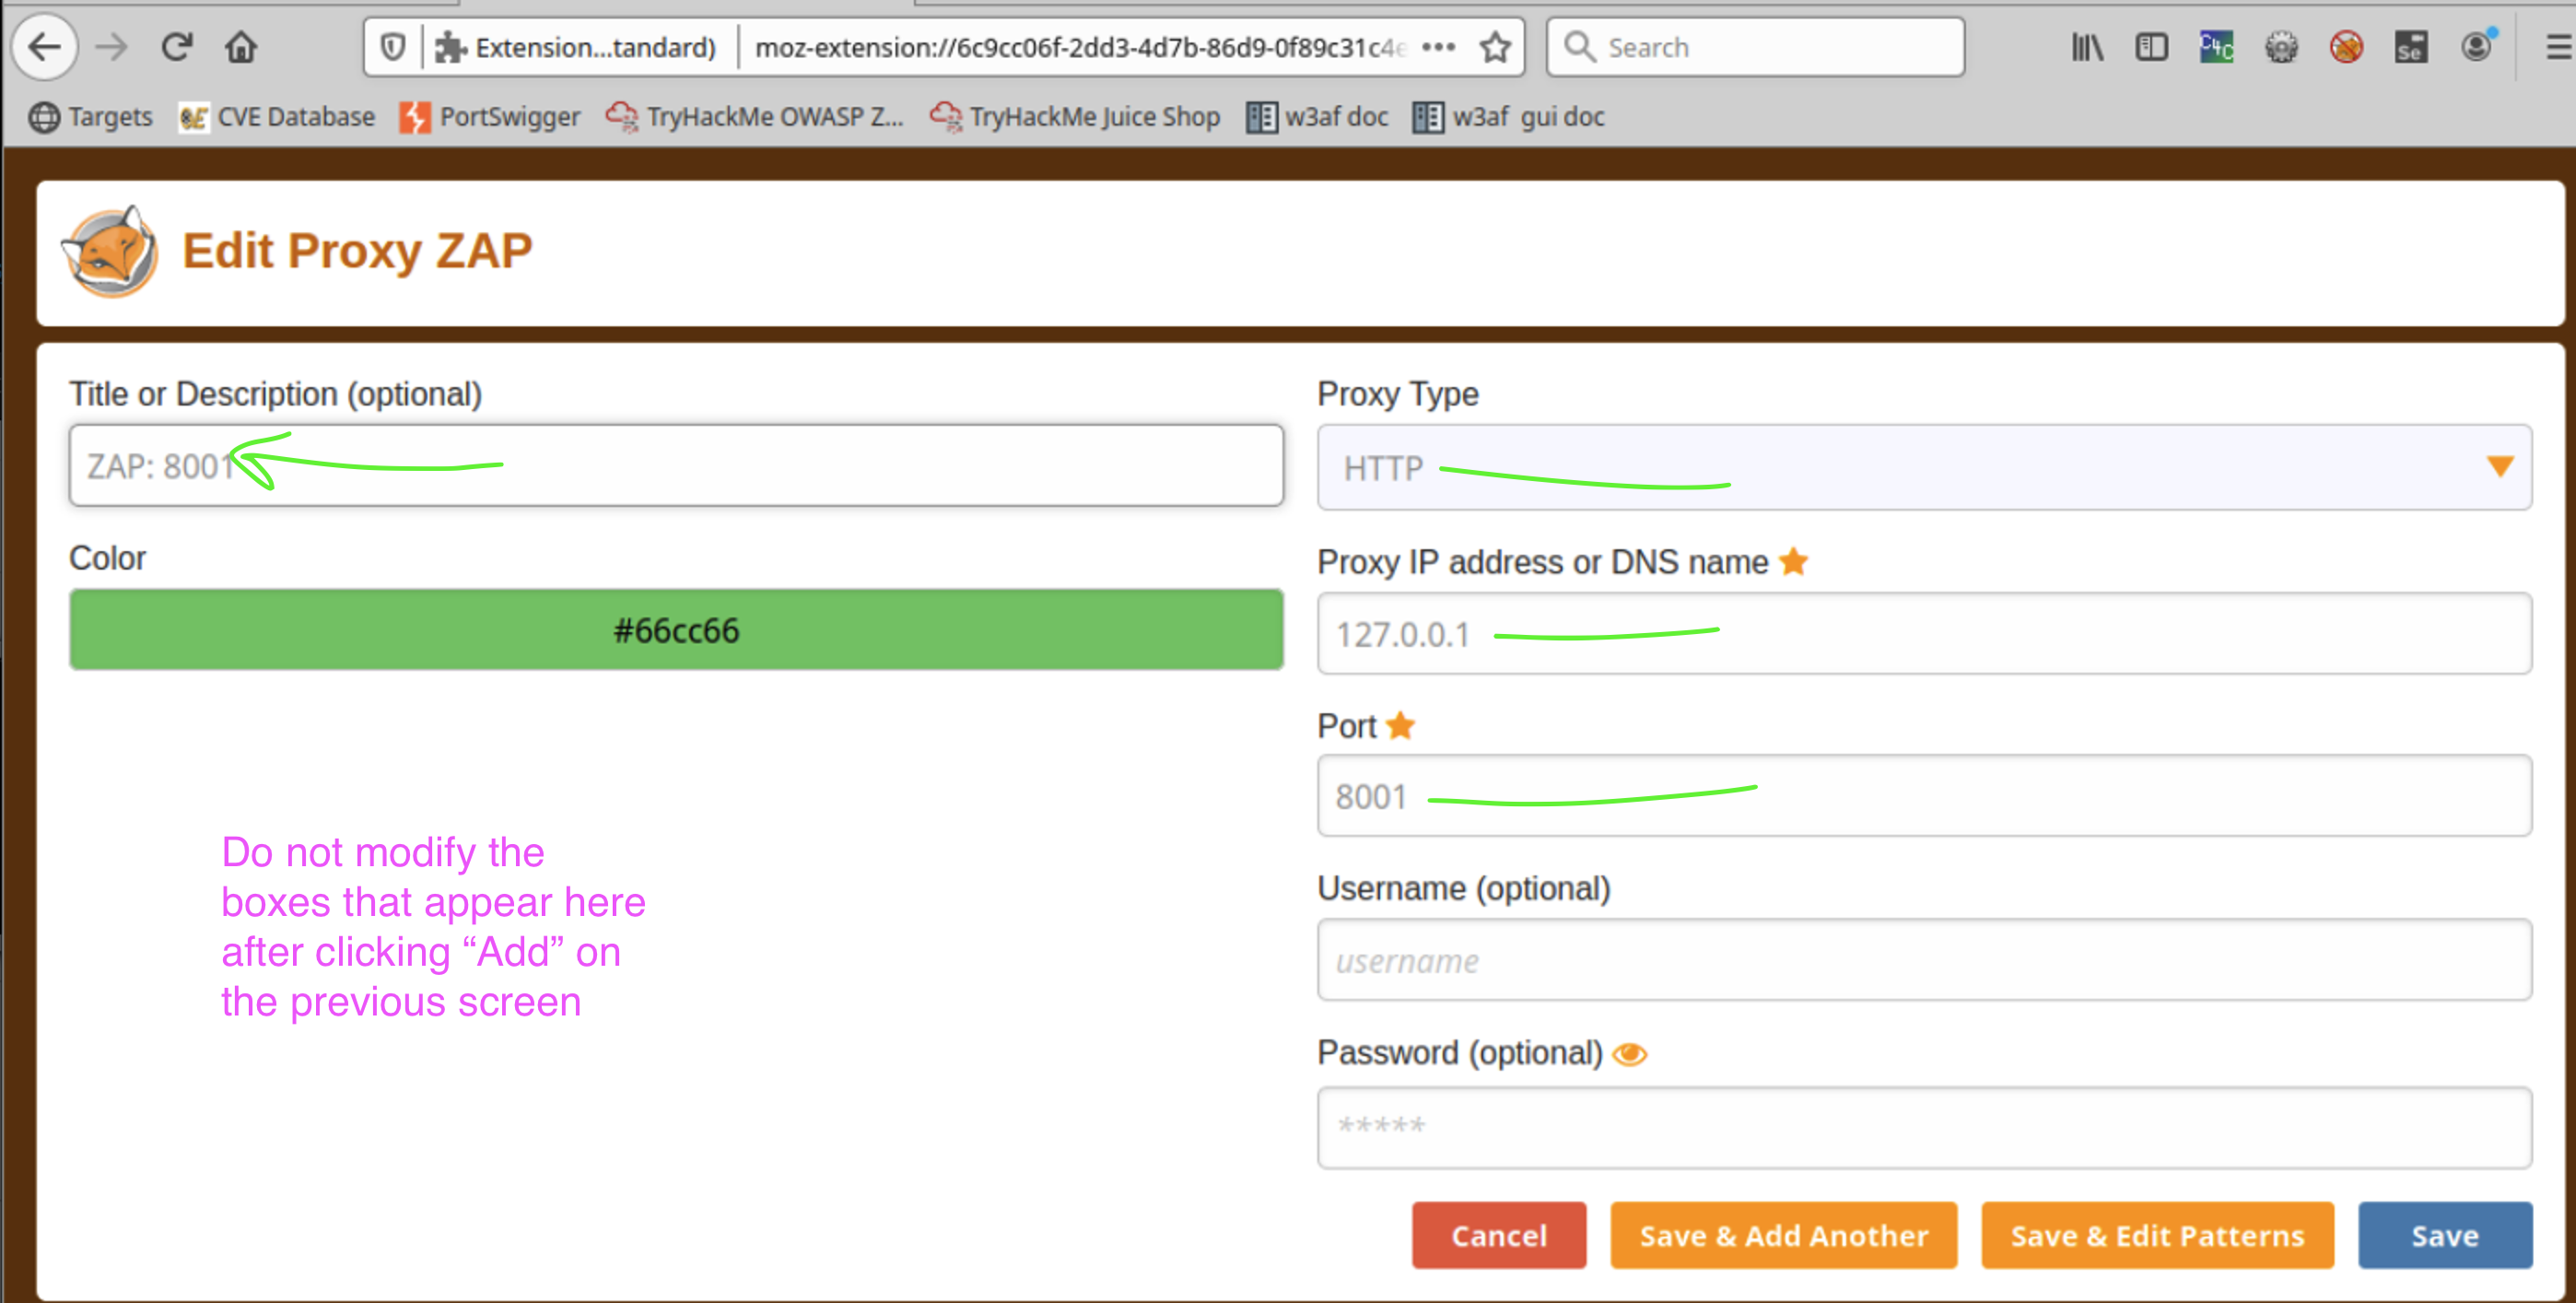 Extension...tandard) moz-extension://6c9cc06f-2dd3-4d7b-86d9-0f89c31c4e ••• Search
Targets CVE Database PortSwigger TryHackMe OWASP Z... TryHackMe Juice Shop w3af doc w3af gui doc
Edit Proxy ZAP
Title or Description (optional)
ZAP: 8001
Color
#66cc66
Do not modify the
boxes that appear here
after clicking “Add” on
the previous screen
Proxy Type
HTTP
Proxy IP address or DNS name
127.0.0.1
Port
8001
Username (optional)
username
Password (optional)
*****
Cancel Save & Add Another Save & Edit Patterns Save